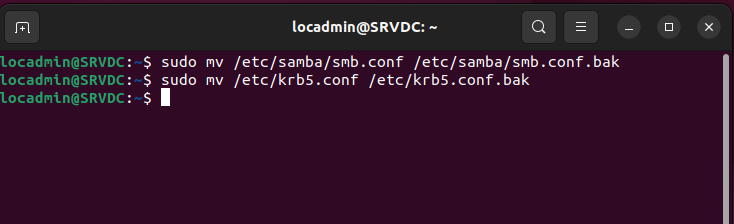 locadmin@SRVDC: ~
locadmin@SRVDC:~$ sudo mv /etc/samba/smb.conf /etc/samba/smb.conf.bak
locadmin@SRVDC:~$ sudo mv /etc/krb5.conf /etc/krb5.conf.bak
locadmin@SRVDC:~$